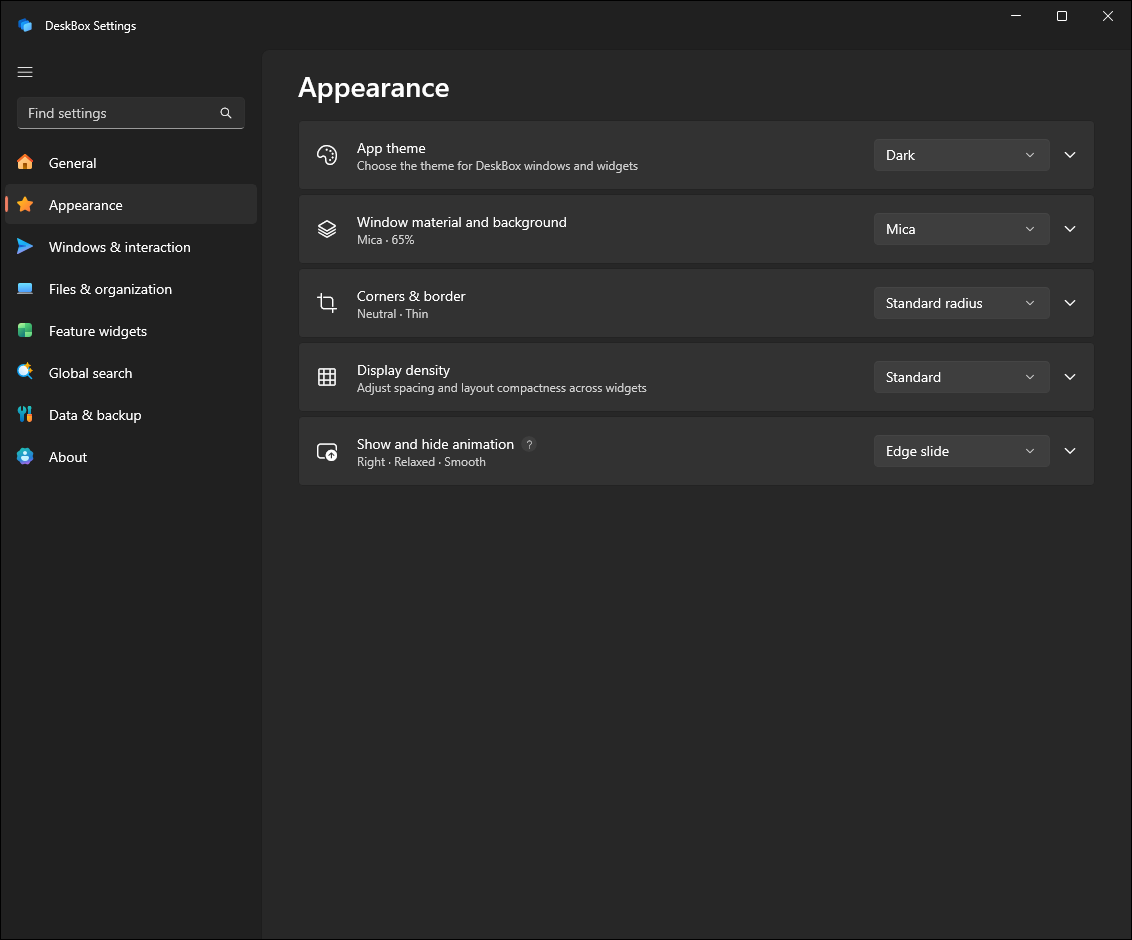 DeskBox Settings
Find settings
General
Appearance
Windows & interaction
Files & organization
Feature widgets
Global search
Data & backup
About
Appearance
App theme
Choose the theme for DeskBox windows and widgets
Dark
Window material and background
Mica · 65%
Mica
Corners & border
Neutral · Thin
Standard radius
Display density
Adjust spacing and layout compactness across widgets
Standard
Show and hide animation ?
Right · Relaxed · Smooth
Edge slide